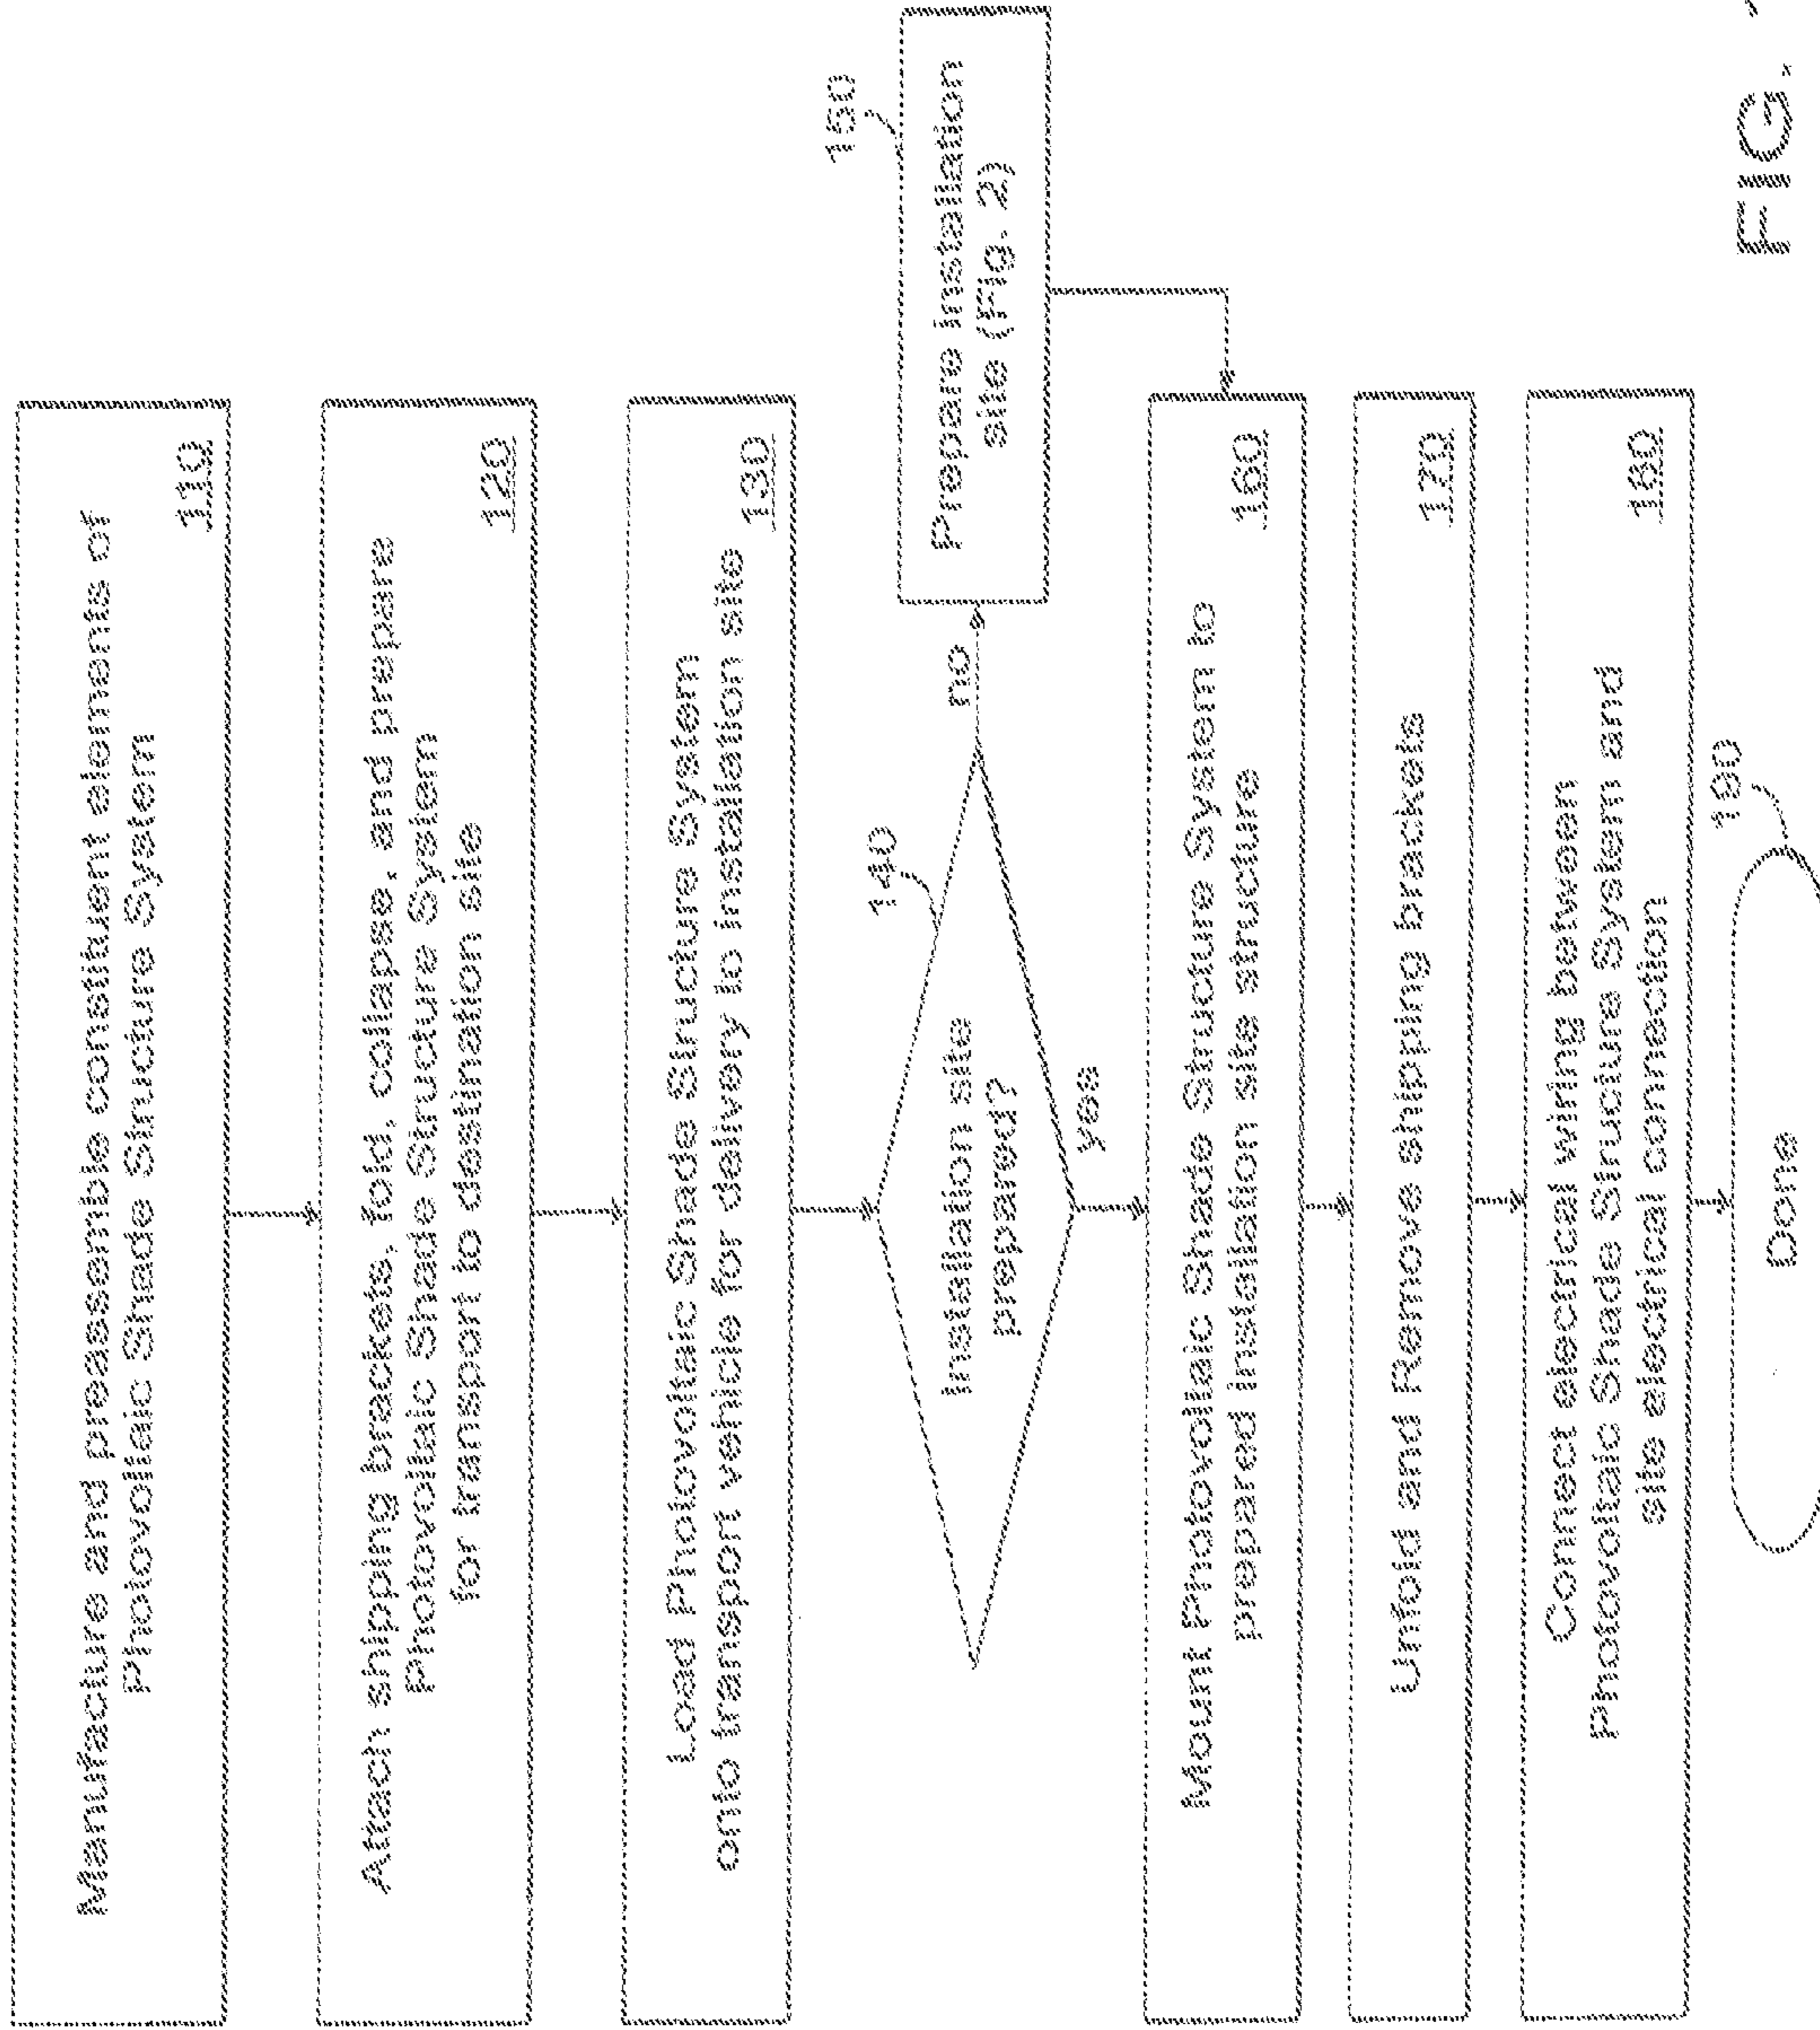 Manufacture and preassemble constituent elements of
Photovoltaic Shade Structure System
110
Attach shipping brackets, fold, collapse, and prepare
Photovoltaic Shade Structure System
for transport to destination site
120
Load Photovoltaic Shade Structure System
onto transport vehicle for delivery to installation site
130
140
Installation site
prepared?
no
yes
150
Prepare installation
site (Fig. 2)
Mount Photovoltaic Shade Structure System to
prepared installation site structure
160
Unfold and Remove shipping brackets
170
Connect electrical wiring between
Photovoltaic Shade Structure System and
site electrical connection
180
190
Done
FIG.